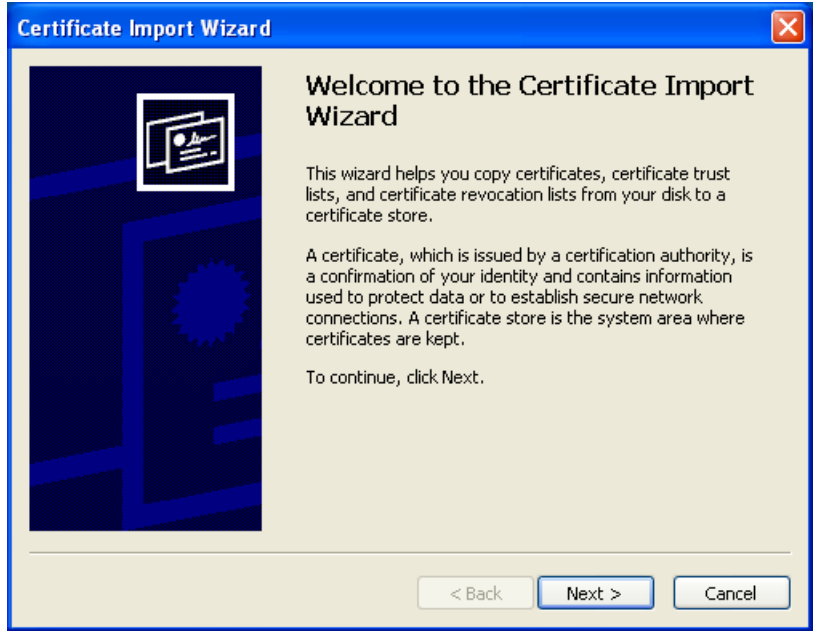 Certificate Import Wizard
Welcome to the Certificate Import
Wizard
This wizard helps you copy certificates, certificate trust
lists, and certificate revocation lists from your disk to a
certificate store.
A certificate, which is issued by a certification authority, is
a confirmation of your identity and contains information
used to protect data or to establish secure network
connections. A certificate store is the system area where
certificates are kept.
To continue, click Next.
< Back
Next >
Cancel